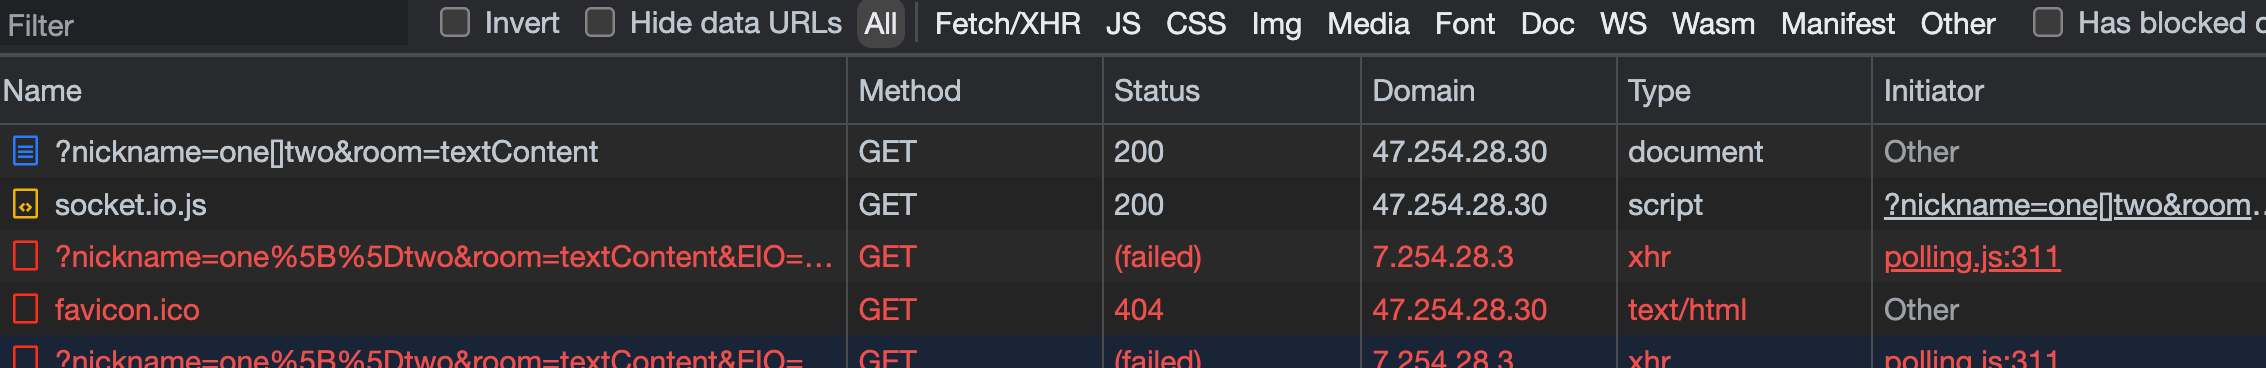 Filter Invert Hide data URLs All Fetch/XHR JS CSS Img Media Font Doc WS Wasm Manifest Other Has blocked c
Name Method Status Domain Type Initiator
?nickname=one[]two&room=textContent GET 200 47.254.28.30 document Other
socket.io.js GET 200 47.254.28.30 script ?nickname=one[]two&room…
?nickname=one%5B%5Dtwo&room=textContent&EIO=… GET (failed) 7.254.28.3 xhr polling.js:311
favicon.ico GET 404 47.254.28.30 text/html Other
?nickname=one%5B%5Dtwo&room=textContent&EIO= GET (failed) 7.254.28.3 xhr polling.js:311